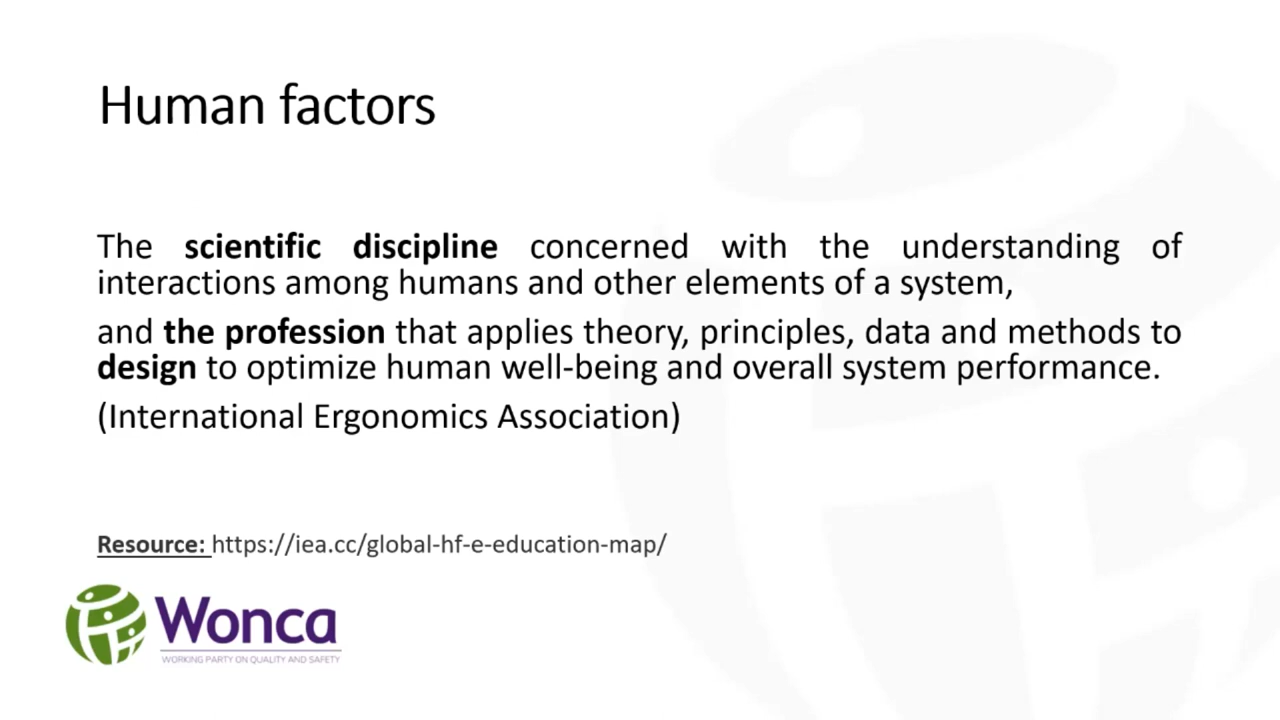 Human factors
The scientific discipline concerned with the understanding of
interactions among humans and other elements of a system,
and the profession that applies theory, principles, data and methods to
design to optimize human well-being and overall system performance.
(International Ergonomics Association)
Resource: https://iea.cc/global-hf-e-education-map/
Wonca
WORKING PARTY ON QUALITY AND SAFETY